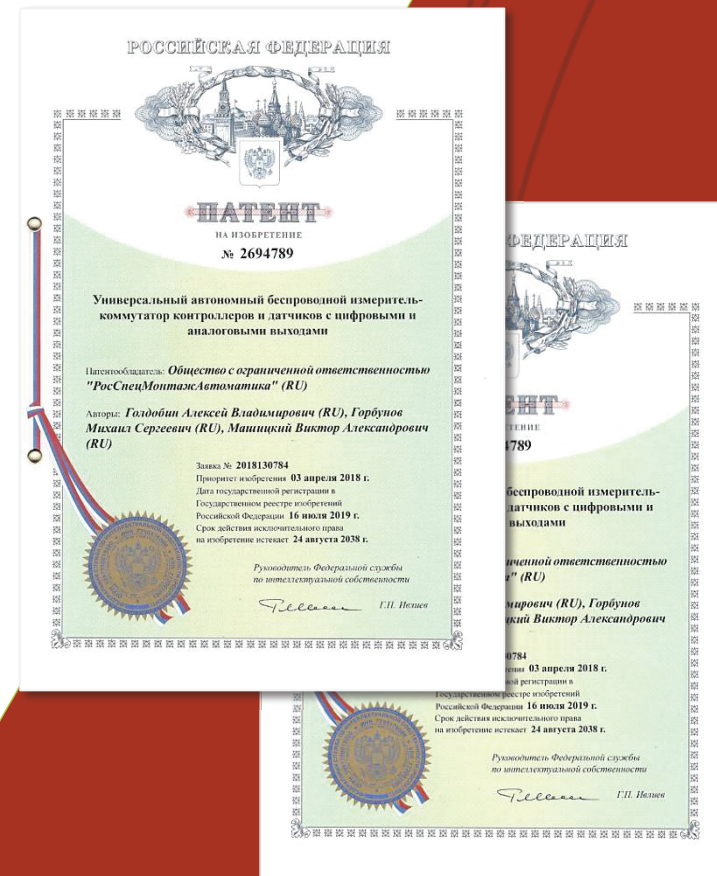 РОССИЙСКАЯ ФЕДЕРАЦИЯ
ПАТЕНТ
НА ИЗОБРЕТЕНИЕ
№ 2694789
Универсальный автономный беспроводной измеритель-
коммутатор контроллеров и датчиков с цифровыми и
аналоговыми выходами
Патентообладатель: Общество с ограниченной ответственностью
"РосСпецМонтажАвтоматика" (RU)
Авторы: Голдобин Алексей Владимирович (RU), Горбунов
Михаил Сергеевич (RU), Машицкий Виктор Александрович
(RU)
Заявка № 2018130784
Приоритет изобретения 03 апреля 2018 г.
Дата государственной регистрации в
Государственном реестре изобретений
Российской Федерации 16 июля 2019 г.
Срок действия исключительного права
на изобретение истекает 24 августа 2038 г.
Руководитель Федеральной службы
по интеллектуальной собственности
Г.П. Ивлиев
ФЕДЕРАЦИЯ
ЕНТ
ЕТЕНИЕ
4789
беспроводной измеритель-
датчиков с цифровыми и
выходами
иченной ответственностью
а" (RU)
мирович (RU), Горбунов
цкий Виктор Александрович
0784
ения 03 апреля 2018 г.
ной регистрации в
Государственном реестре изобретений
Российской Федерации 16 июля 2019 г.
Срок действия исключительного права
на изобретение истекает 24 августа 2038 г.
Руководитель Федеральной службы
по интеллектуальной собственности
Г.П. Ивлиев